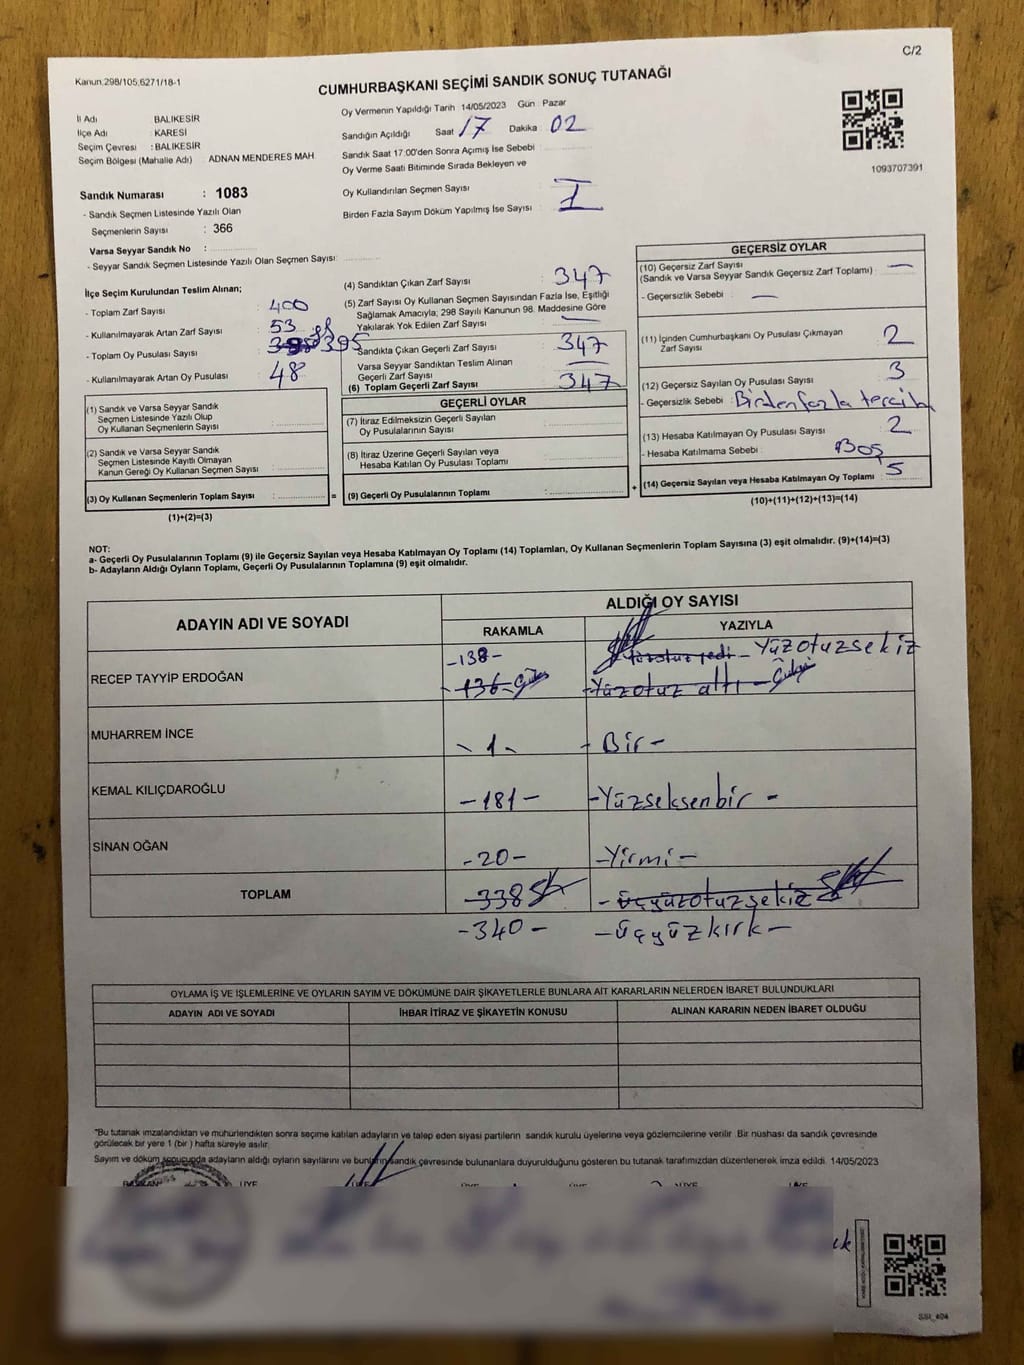 C/2
Kanun:298/105;6271/18-1
CUMHURBAŞKANI SEÇİMİ SANDIK SONUÇ TUTANAĞI
1093707391
İl Adı BALIKESİR
İlçe Adı : KARESİ
Seçim Çevresi : BALIKESİR
Seçim Bölgesi (Mahalle Adı) ADNAN MENDERES MAH
Sandık Numarası : 1083
- Sandık Seçmen Listesinde Yazılı Olan
Seçmenlerin Sayısı : 366
Varsa Seyyar Sandık No :
- Seyyar Sandık Seçmen Listesinde Yazılı Olan Seçmen Sayısı:
Oy Vermenin Yapıldığı Tarih 14/05/2023 Gün : Pazar
Sandığın Açıldığı Saat 17 Dakika 02
Sandık Saat 17:00'den Sonra Açımış İse Sebebi
Oy Verme Saati Bitiminde Sırada Bekleyen ve
Oy Kullandırılan Seçmen Sayısı
Birden Fazla Sayım Döküm Yapılmış İse Sayısı : I
İlçe Seçim Kurulundan Teslim Alınan;
- Toplam Zarf Sayısı : 400
- Kullanılmayarak Artan Zarf Sayısı : 53
- Toplam Oy Pusulası Sayısı : 395
- Kullanılmayarak Artan Oy Pusulası : 48
(1) Sandık ve Varsa Seyyar Sandık
Seçmen Listesinde Yazılı Olup
Oy Kullanan Seçmenlerin Sayısı :
(2) Sandık ve Varsa Seyyar Sandık
Seçmen Listesinde Kayıtlı Olmayan
Kanun Gereği Oy Kullanan Seçmen Sayısı :
(3) Oy Kullanan Seçmenlerin Toplam Sayısı : =
(1)+(2)=(3)
(4) Sandıktan Çıkan Zarf Sayısı : 347
(5) Zarf Sayısı Oy Kullanan Seçmen Sayısından Fazla İse, Eşitliği
Sağlamak Amacıyla; 298 Sayılı Kanunun 98. Maddesine Göre
Yakılarak Yok Edilen Zarf Sayısı : —
Sandıkta Çıkan Geçerli Zarf Sayısı : 347
Varsa Seyyar Sandıktan Teslim Alınan
Geçerli Zarf Sayısı : —
(6) Toplam Geçerli Zarf Sayısı : 347
GEÇERLİ OYLAR
(7) İtiraz Edilmeksizin Geçerli Sayılan
Oy Pusulalarının Sayısı :
(8) İtiraz Üzerine Geçerli Sayılan veya
Hesaba Katılan Oy Pusulası Toplamı :
(9) Geçerli Oy Pusulalarının Toplamı : +
GEÇERSİZ OYLAR
(10) Geçersiz Zarf Sayısı : —
(Sandık ve Varsa Seyyar Sandık Geçersiz Zarf Toplamı)
- Geçersizlik Sebebi : —
(11) İçinden Cumhurbaşkanı Oy Pusulası Çıkmayan
Zarf Sayısı : 2
(12) Geçersiz Sayılan Oy Pusulası Sayısı : 3
- Geçersizlik Sebebi : Birden fazla tercih
(13) Hesaba Katılmayan Oy Pusulası Sayısı : 2
- Hesaba Katılmama Sebebi : Boş
(14) Geçersiz Sayılan veya Hesaba Katılmayan Oy Toplamı : 5
(10)+(11)+(12)+(13)=(14)
NOT:
a- Geçerli Oy Pusulalarının Toplamı (9) ile Geçersiz Sayılan veya Hesaba Katılmayan Oy Toplamı (14) Toplamları, Oy Kullanan Seçmenlerin Toplam Sayısına (3) eşit olmalıdır. (9)+(14)=(3)
b- Adayların Aldığı Oyların Toplamı, Geçerli Oy Pusulalarının Toplamına (9) eşit olmalıdır.
ADAYIN ADI VE SOYADI
ALDIĞI OY SAYISI
RAKAMLA YAZIYLA
-138- Yüzotuz yedi - Yüzotuzsekiz
RECEP TAYYİP ERDOĞAN -136- -Yüzotuz altı-
MUHARREM İNCE -1- -Bir-
KEMAL KILIÇDAROĞLU -181- -Yüzseksenbir-
SİNAN OĞAN -20- -Yirmi-
TOPLAM -338 -üçyüzotuzsekiz
-340- -üçyüzkırk-
OYLAMA İŞ VE İŞLEMLERİNE VE OYLARIN SAYIM VE DÖKÜMÜNE DAİR ŞİKAYETLERLE BUNLARA AİT KARARLARIN NELERDEN İBARET BULUNDUKLARI
ADAYIN ADI VE SOYADI İHBAR İTİRAZ VE ŞİKAYETİN KONUSU ALINAN KARARIN NEDEN İBARET OLDUĞU
"Bu tutanak imzalandıktan ve mühürlendikten sonra seçime katılan adayların ve talep eden siyasi partilerin sandık kurulu üyelerine veya gözlemcilerine verilir. Bir nüshası da sandık çevresinde
görülecek bir yere 1 (bir ) hafta süreyle asılır.
Sayım ve döküm sonucunda adayların aldığı oyların sayılarını ve bunların sandık çevresinde bulunanlara duyurulduğunu gösteren bu tutanak tarafımızdan düzenlenerek imza edildi. 14/05/2023
BAŞKAN ÜYE ÜYE ÜYE ÜYE ÜYE ÜYE